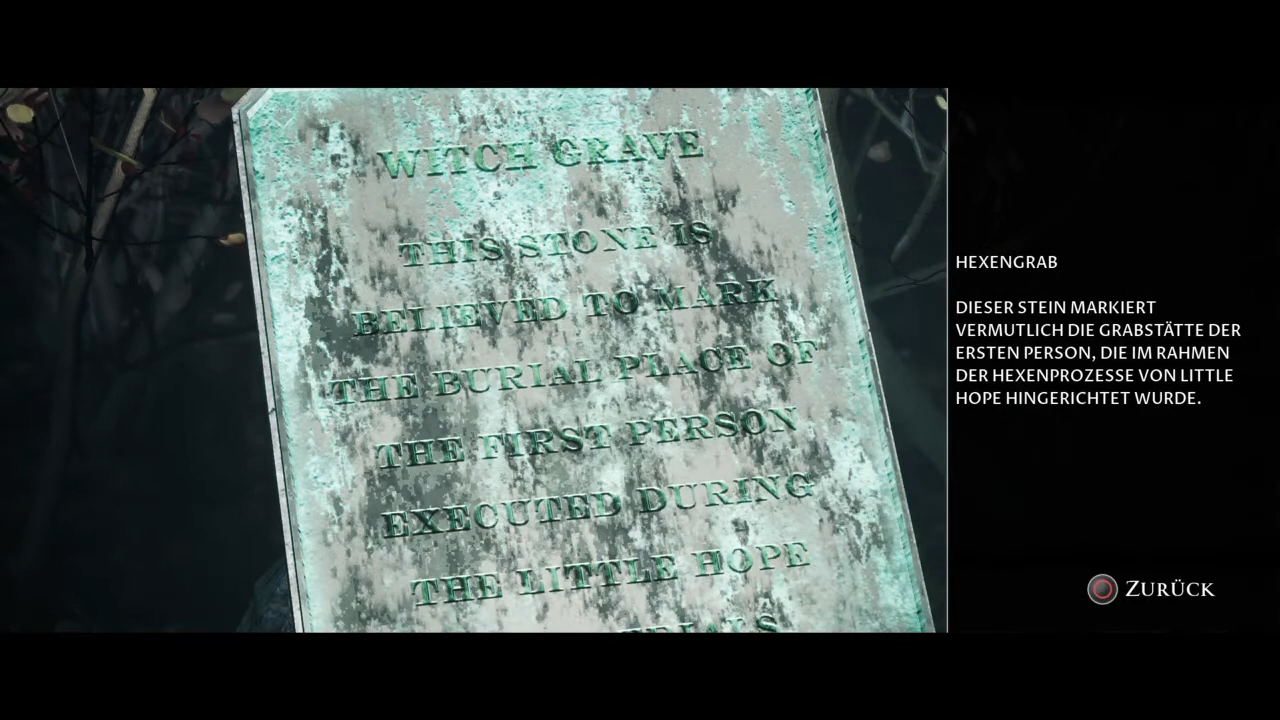 WITCH GRAVE
THIS STONE IS
BELIEVED TO MARK
THE BURIAL PLACE OF
THE FIRST PERSON
EXECUTED DURING
THE LITTLE HOPE
HEXENGRAB
DIESER STEIN MARKIERT
VERMUTLICH DIE GRABSTÄTTE DER
ERSTEN PERSON, DIE IM RAHMEN
DER HEXENPROZESSE VON LITTLE
HOPE HINGERICHTET WURDE.
ZURÜCK